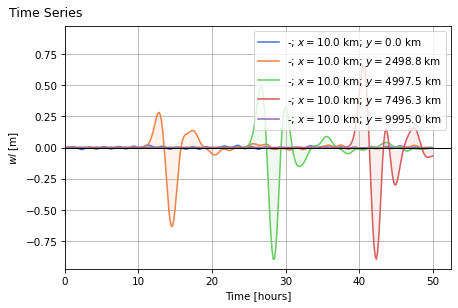 Time Series
-; x = 10.0 km; y = 0.0 km
-; x = 10.0 km; y = 2498.8 km
-; x = 10.0 km; y = 4997.5 km
-; x = 10.0 km; y = 7496.3 km
-; x = 10.0 km; y = 9995.0 km
0.75
0.50
0.25
0.00
−0.25
−0.50
−0.75
wl [m]
0 10 20 30 40 50
Time [hours]